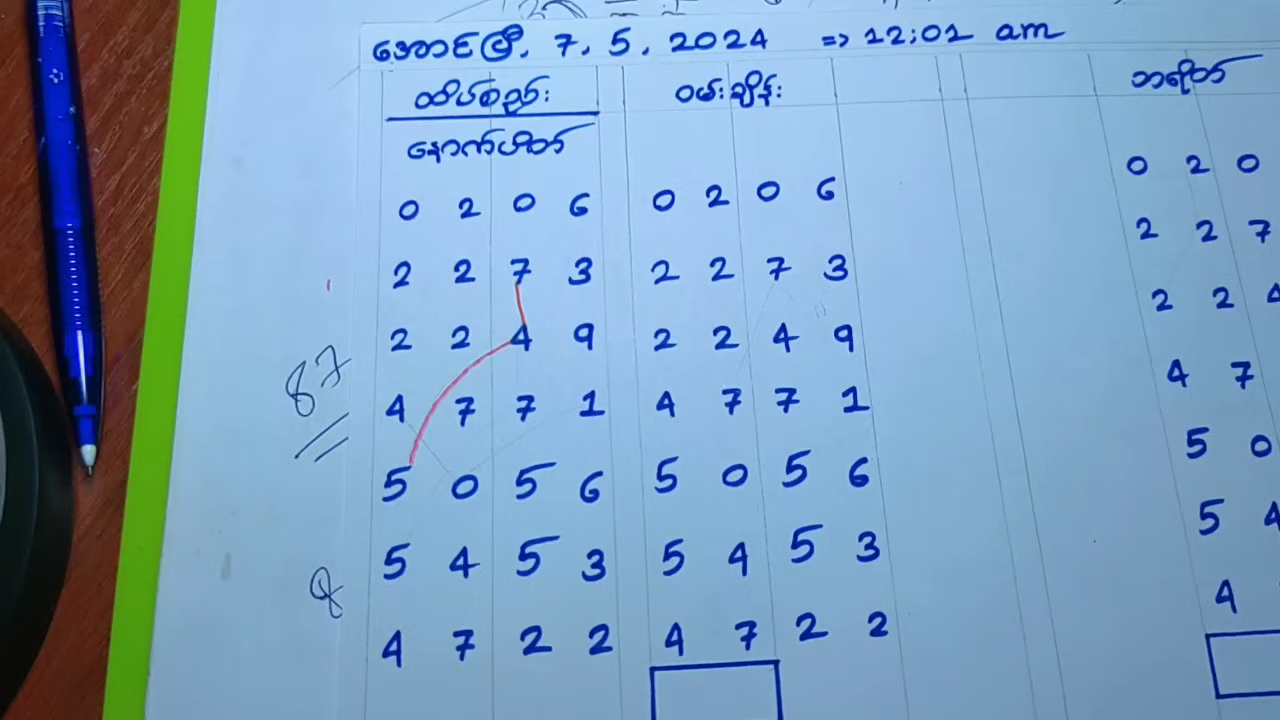 အောင်ဗြီ. 7. 5. 2024 => 12:01 am
ထိပ်စည်း ဝမ်းချိန်း ဘရိတ်
နောက်ပိတ်
0 2 0 6 0 2 0 6 0 2 0
2 2 7 3 2 2 7 3 2 2 7
2 2 4 9 2 2 4 9 2 2 4
4 7 7 1 4 7 7 1 4 7
87
5 0 5 6 5 0 5 6 5 0
5 4 5 3 5 4 5 3 5 4
4 7 2 2 4 7 2 2 4